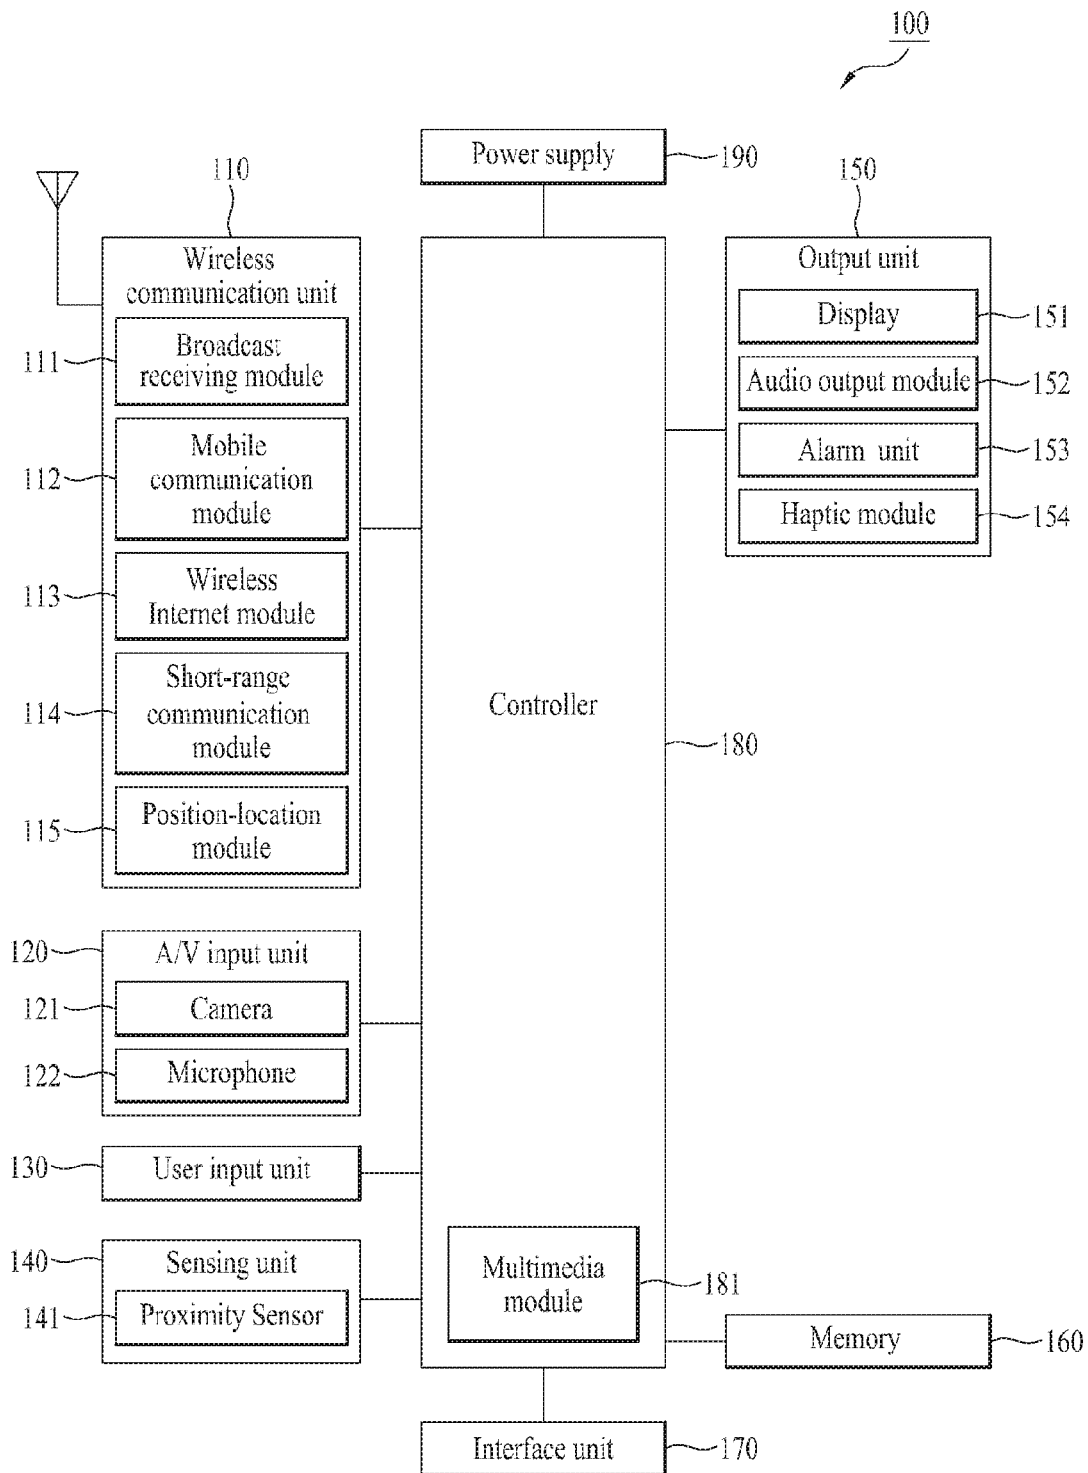 100
Power supply
190
110
150
Wireless
communication unit
Output unit
111
Broadcast
receiving module
Display
151
Audio output module
152
112
Mobile
communication
module
Alarm unit
153
Haptic module
154
113
Wireless
Internet module
114
Short-range
communication
module
Controller
180
115
Position-location
module
120
A/V input unit
121
Camera
122
Microphone
130
User input unit
140
Sensing unit
141
Proximity Sensor
Multimedia
module
181
Memory
160
Interface unit
170